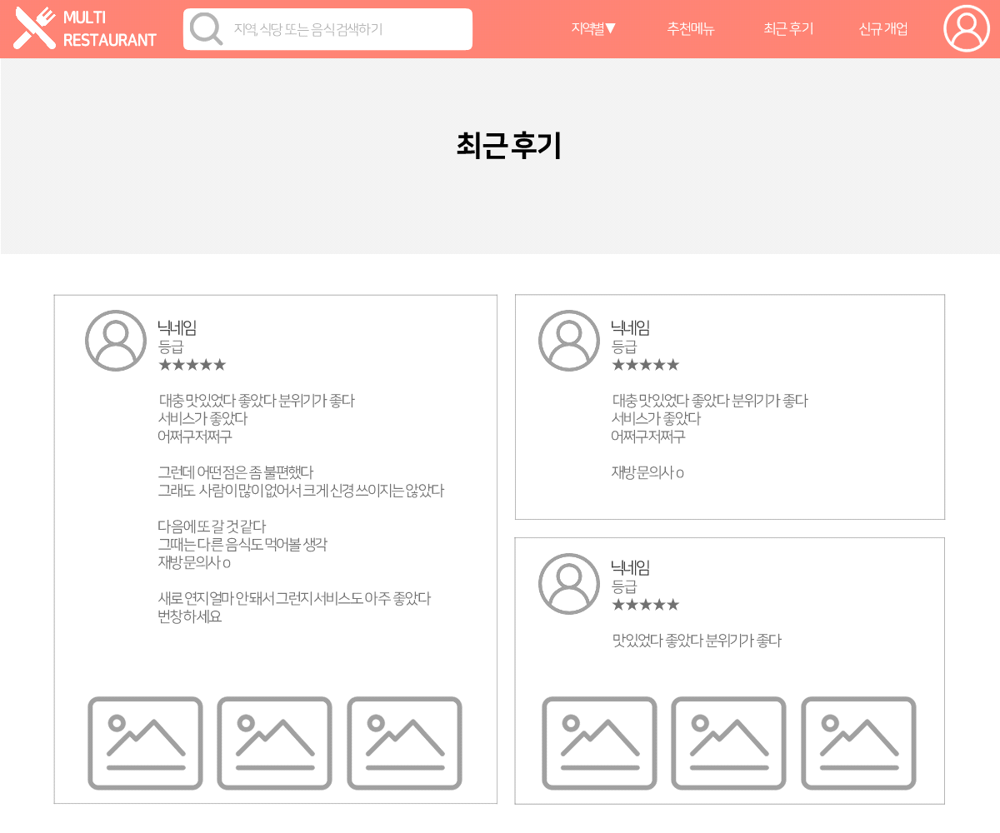 MULTI
RESTAURANT
지역, 식당 또는 음식 검색하기
지역별▼
추천메뉴
최근 후기
신규 개업
최근 후기
닉네임
등급
★★★★★
대충 맛있었다 좋았다 분위기가 좋다
서비스가 좋았다
어쩌구저쩌구
그런데 어떤점은 좀 불편했다
그래도 사람이 많이 없어서 크게 신경 쓰이지는 않았다
다음에 또 갈 것 같다
그때는 다른 음식도 먹어볼 생각
재방문의사 o
새로 연지 얼마 안돼서 그런지 서비스도 아주 좋았다
번창하세요
닉네임
등급
★★★★★
대충 맛있었다 좋았다 분위기가 좋다
서비스가 좋았다
어쩌구저쩌구
재방문의사 o
닉네임
등급
★★★★★
맛있었다 좋았다 분위기가 좋다